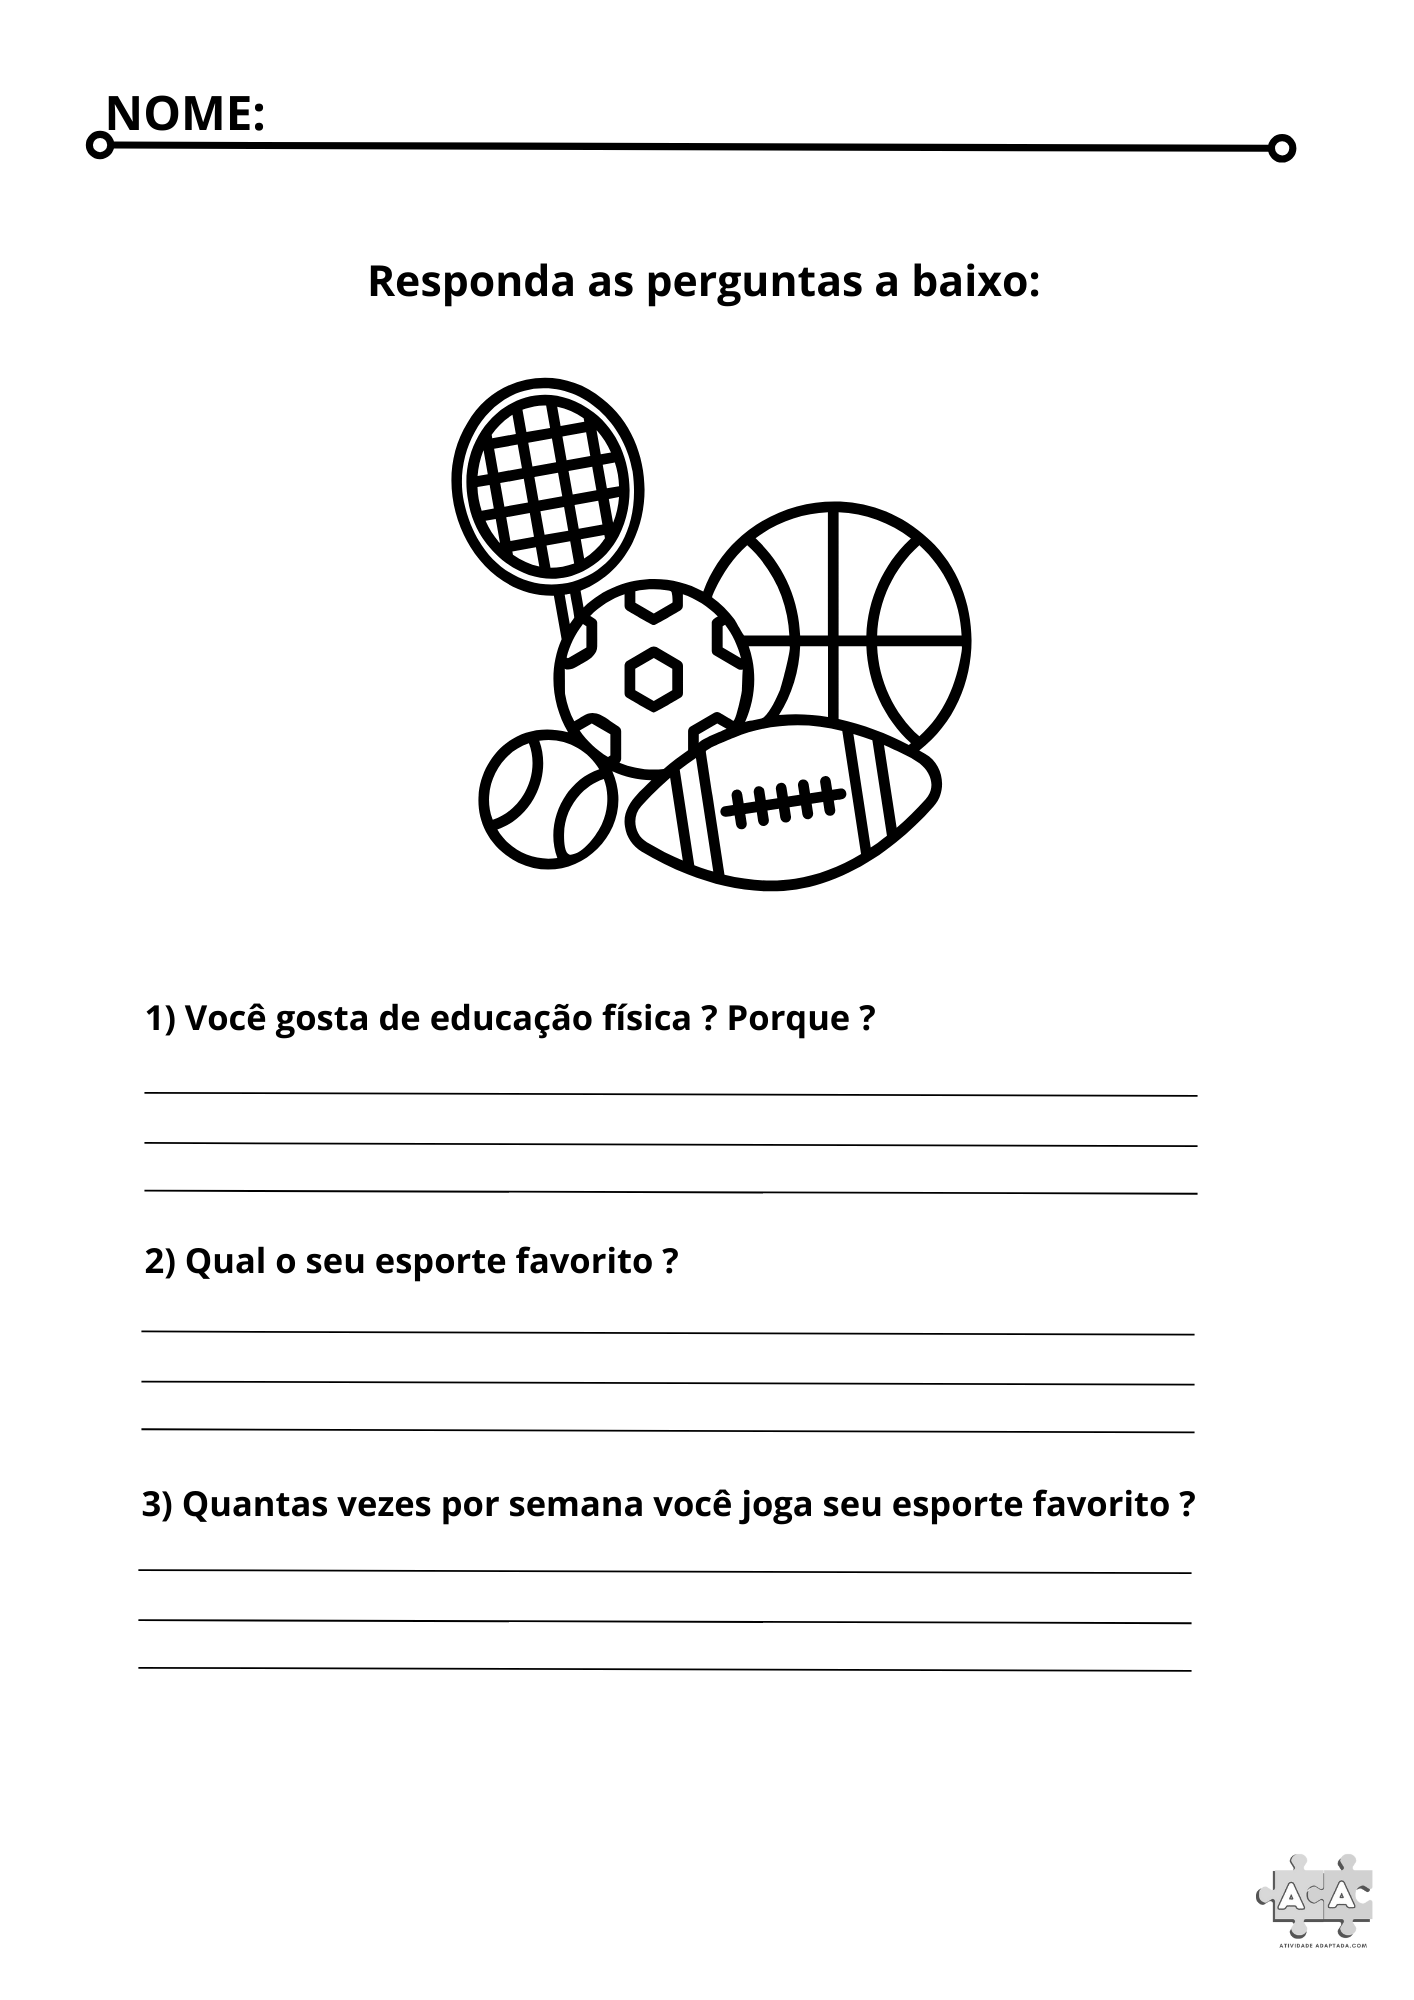 NOME:
Responda as perguntas a baixo:
1) Você gosta de educação física ? Porque ?
2) Qual o seu esporte favorito ?
3) Quantas vezes por semana você joga seu esporte favorito ?
A A
ATIVIDADE ADAPTADA.COM